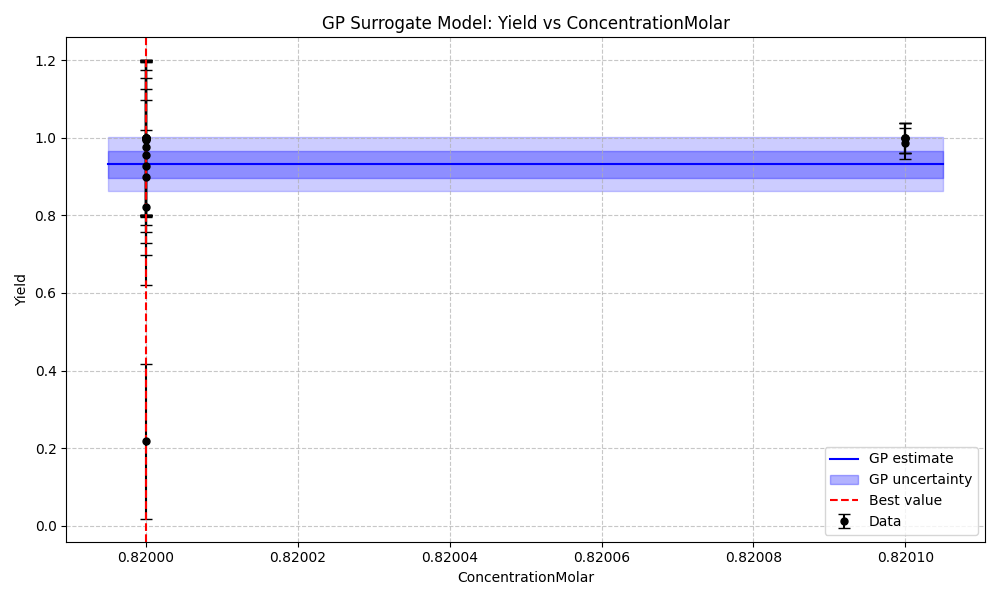 GP Surrogate Model: Yield vs ConcentrationMolar
Yield
1.2
1.0
0.8
0.6
0.4
0.2
0.0
GP estimate
GP uncertainty
Best value
Data
0.82000 0.82002 0.82004 0.82006 0.82008 0.82010
ConcentrationMolar